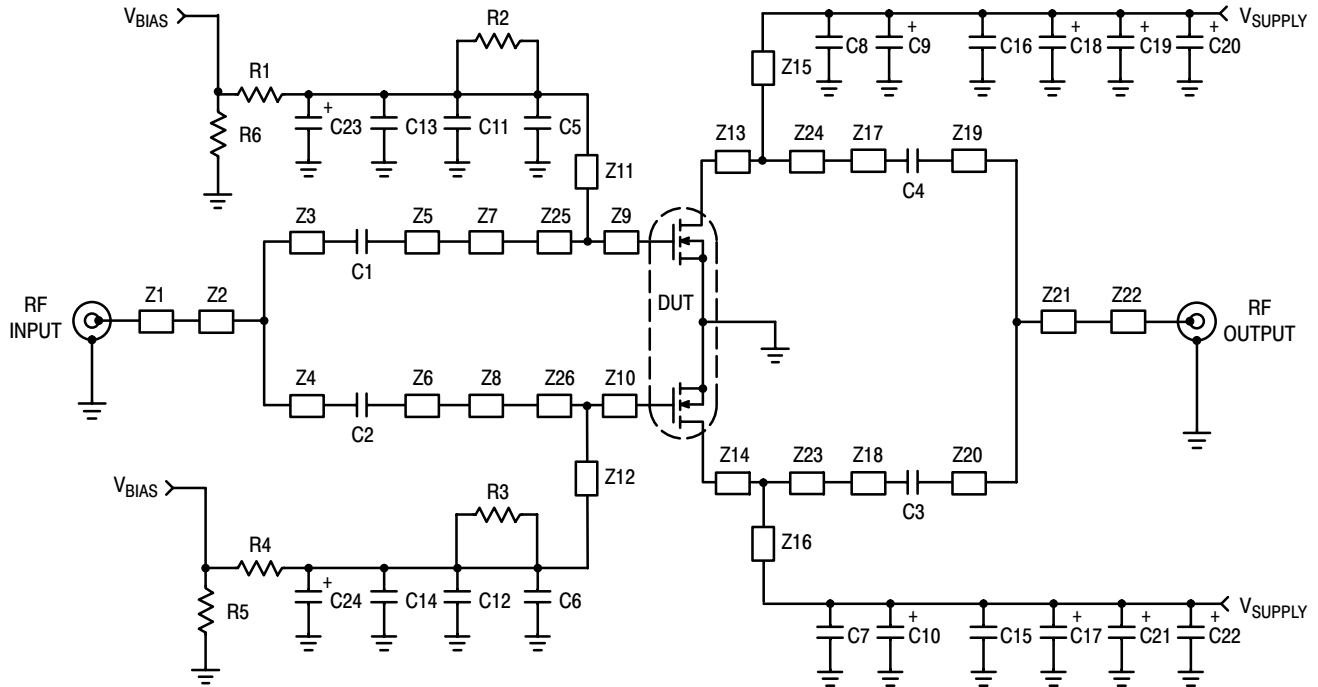 VBIAS
R2
R1
R6
+
C23
C13
C11
C5
Z11
Z15
+
C8
C9
C16
+
C18
+
C19
+
C20
VSUPPLY
Z13
Z24
Z17
Z19
C4
Z3
Z5
Z7
Z25
Z9
C1
RF
INPUT
Z1
Z2
DUT
Z21
Z22
RF
OUTPUT
Z4
Z6
Z8
Z26
Z10
C2
Z12
Z14
Z23
Z18
Z20
C3
Z16
VBIAS
R3
R4
R5
+
C24
C14
C12
C6
VSUPPLY
C7
+
C10
C15
+
C17
+
C21
+
C22